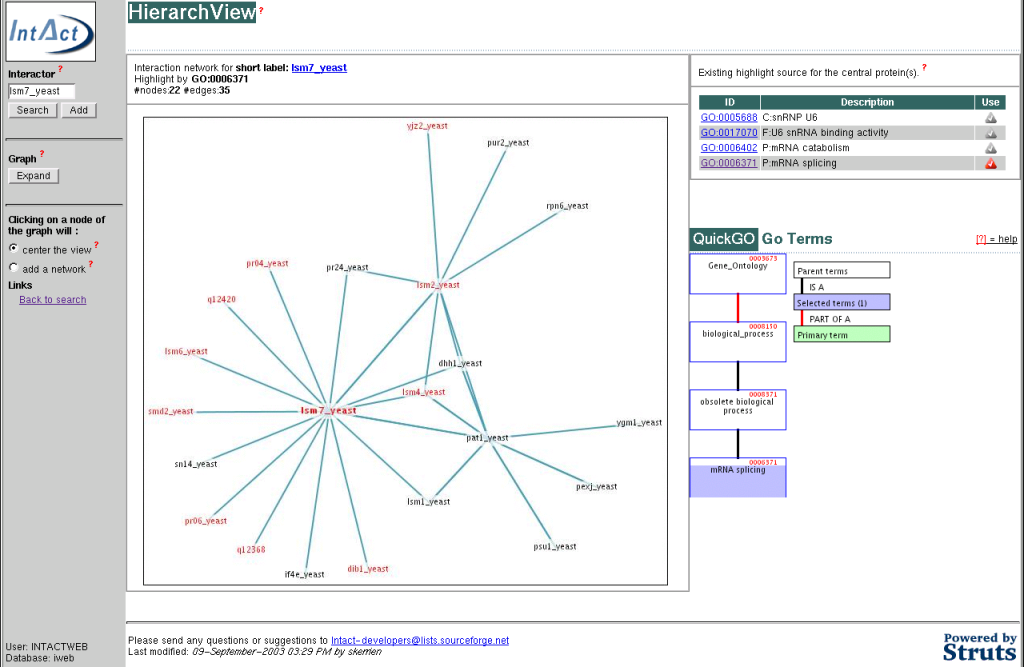 IntAct
Interactor ?
lsm7_yeast
Search Add
Graph ?
Expand
Clicking on a node of
the graph will :
center the view ?
add a network ?
Links
Back to search
User: INTACTWEB
Database: iweb
HierarchView ?
Interaction network for short label: lsm7_yeast
Highlight by GO:0006371
#nodes:22 #edges:35
yjz2_yeast
pur2_yeast
rpn6_yeast
pr04_yeast
pr24_yeast
lsm2_yeast
q12420
lsm6_yeast
dhh1_yeast
lsm4_yeast
smd2_yeast
lsm7_yeast
ygm1_yeast
pat1_yeast
sn14_yeast
pexj_yeast
lsm1_yeast
pr06_yeast
q12368
psu1_yeast
dib1_yeast
if4e_yeast
Existing highlight source for the central protein(s). ?
ID Description Use
GO:0005688 C:snRNP U6
GO:0017070 F:U6 snRNA binding activity
GO:0006402 P:mRNA catabolism
GO:0006371 P:mRNA splicing
QuickGO Go Terms
[?] = help
0003673
Gene_Ontology
0008150
biological_process
0008371
obsolete biological
process
0006371
mRNA splicing
Parent terms
IS A
Selected terms (1)
PART OF A
Primary term
Please send any questions or suggestions to Intact-developers@lists.sourceforge.net
Last modified: 09-September-2003 03:29 PM by skerrien
Powered by
Struts